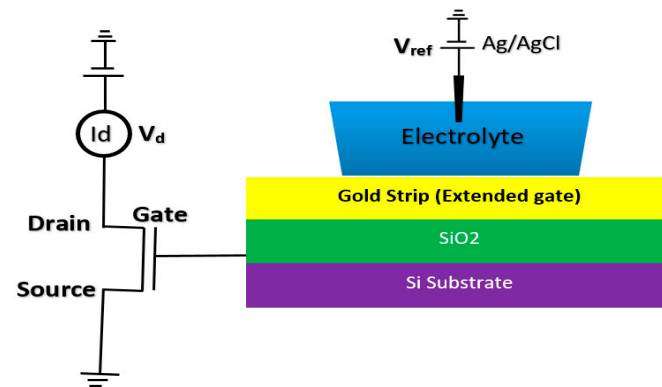 Vref Ag/AgCl
Id Vd
Electrolyte
Gold Strip (Extended gate)
Drain Gate
SiO2
Source
Si Substrate